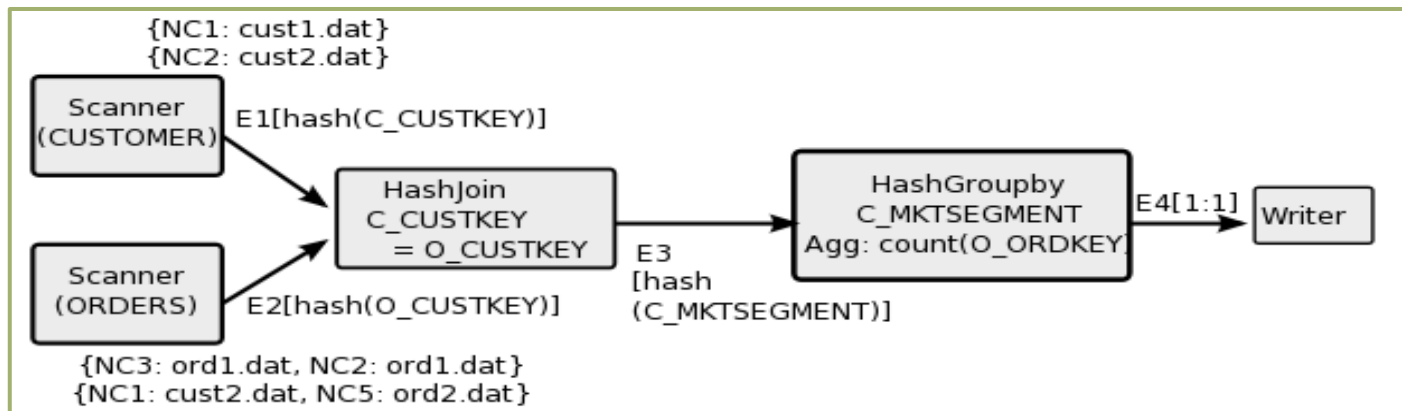 {NC1: cust1.dat}
{NC2: cust2.dat}
Scanner
(CUSTOMER)
E1[hash(C_CUSTKEY)]
HashJoin
C_CUSTKEY
= O_CUSTKEY
Scanner
(ORDERS)
E2[hash(O_CUSTKEY)]
{NC3: ord1.dat, NC2: ord1.dat}
{NC1: cust2.dat, NC5: ord2.dat}
E3
[hash
(C_MKTSEGMENT)]
HashGroupby
C_MKTSEGMENT
Agg: count(O_ORDKEY)
E4[1:1]
Writer